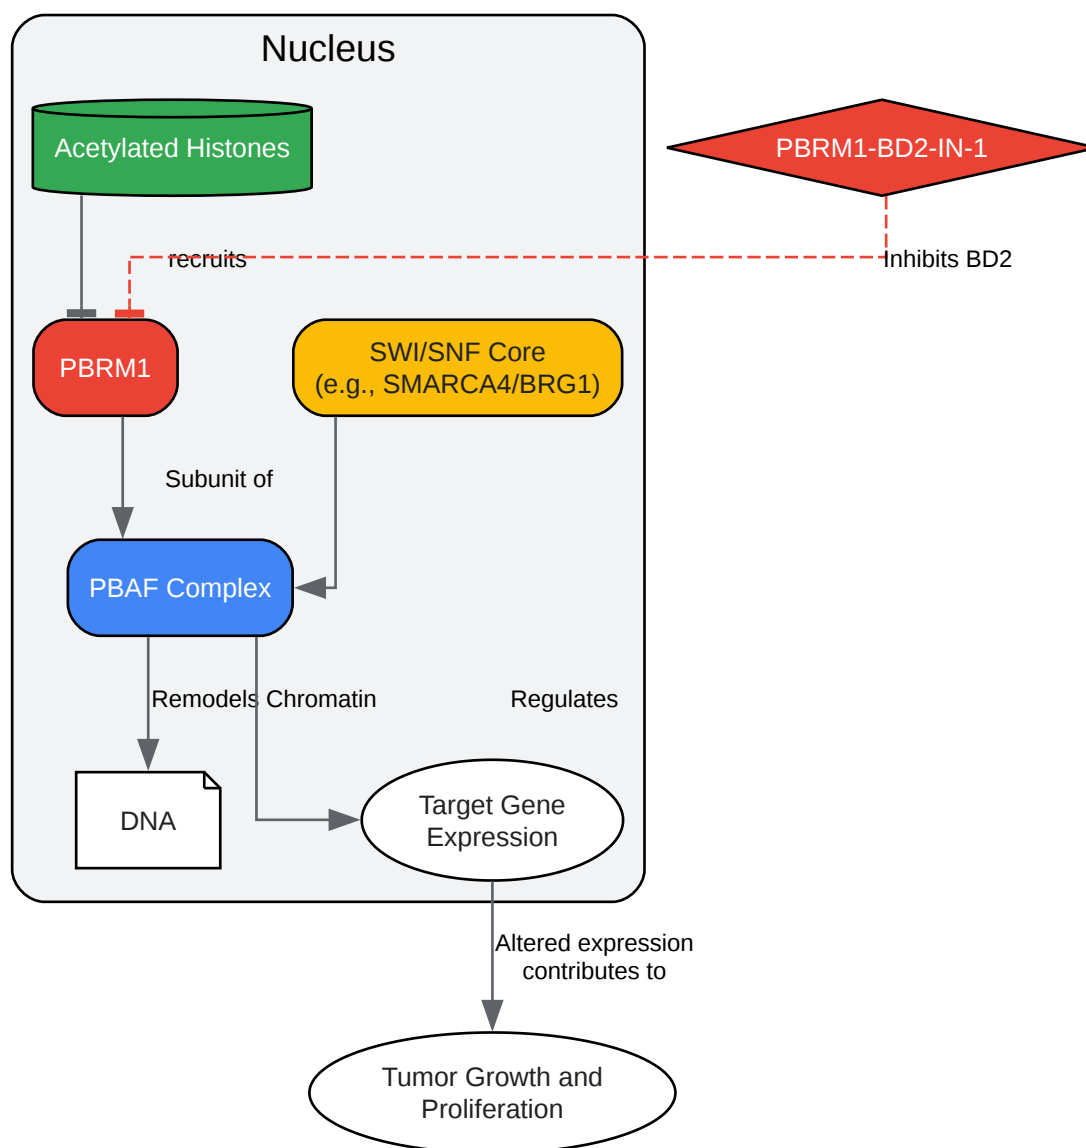 Nucleus
Acetylated Histones
PBRM1-BD2-IN-1
recruits
Inhibits BD2
PBRM1
SWI/SNF Core
(e.g., SMARCA4/BRG1)
Subunit of
PBAF Complex
Remodels Chromatin
Regulates
DNA
Target Gene
Expression
Altered expression
contributes to
Tumor Growth and
Proliferation